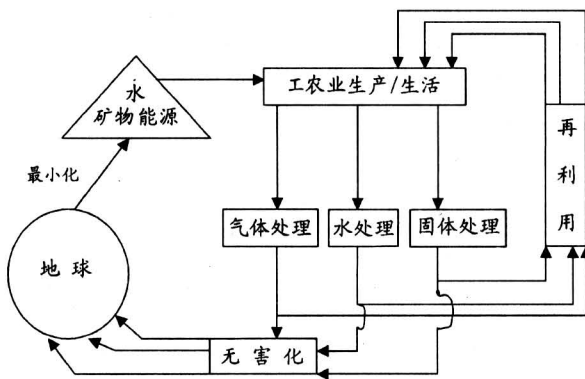 水
矿物能源
工农业生产/生活
再
利
用
最小化
气体处理
水处理
固体处理
地球
无害化